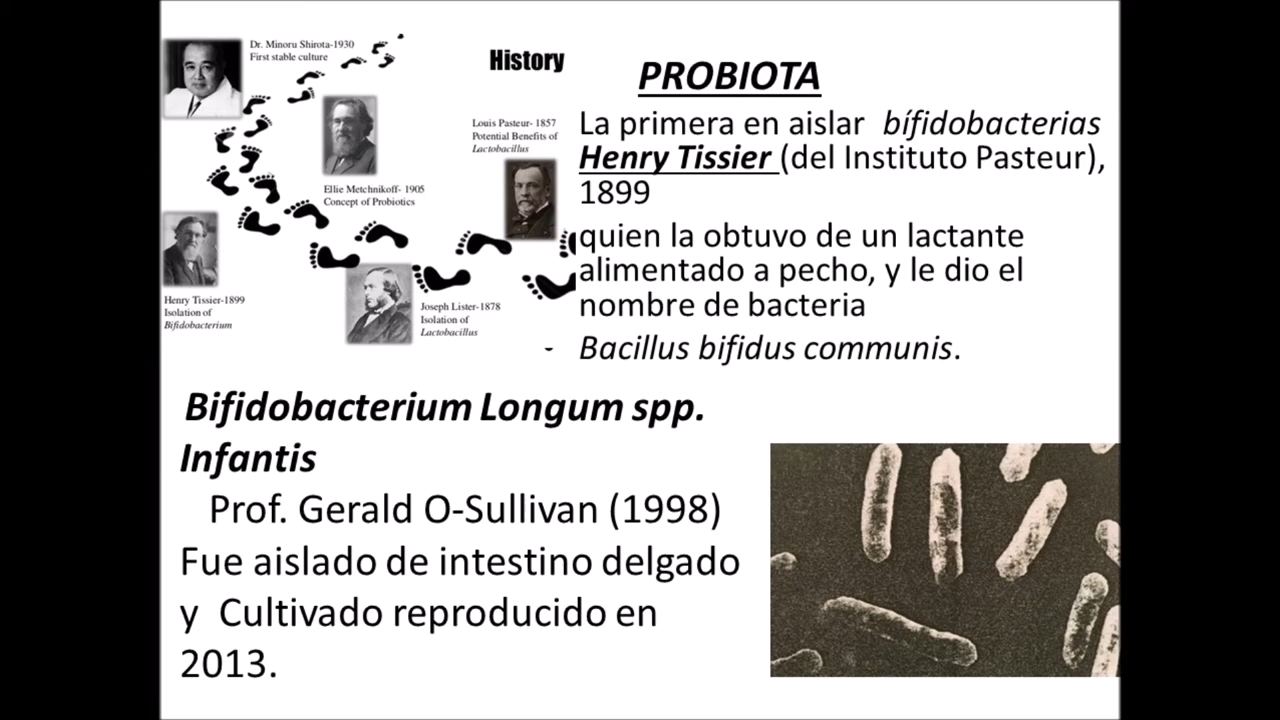 Dr. Minoru Shirota-1930
First stable culture
History
Louis Pasteur- 1857
Potential Benefits of
Lactobacillus
Ellie Metchnikoff- 1905
Concept of Probiotics
Henry Tissier-1899
Isolation of
Bifidobacterium
Joseph Lister-1878
Isolation of
Lactobacillus
PROBIOTA
La primera en aislar bífidobacterias
Henry Tissier (del Instituto Pasteur),
1899
quien la obtuvo de un lactante
alimentado a pecho, y le dio el
nombre de bacteria
- Bacillus bifidus communis.
Bifidobacterium Longum spp.
Infantis
Prof. Gerald O-Sullivan (1998)
Fue aislado de intestino delgado
y Cultivado reproducido en
2013.